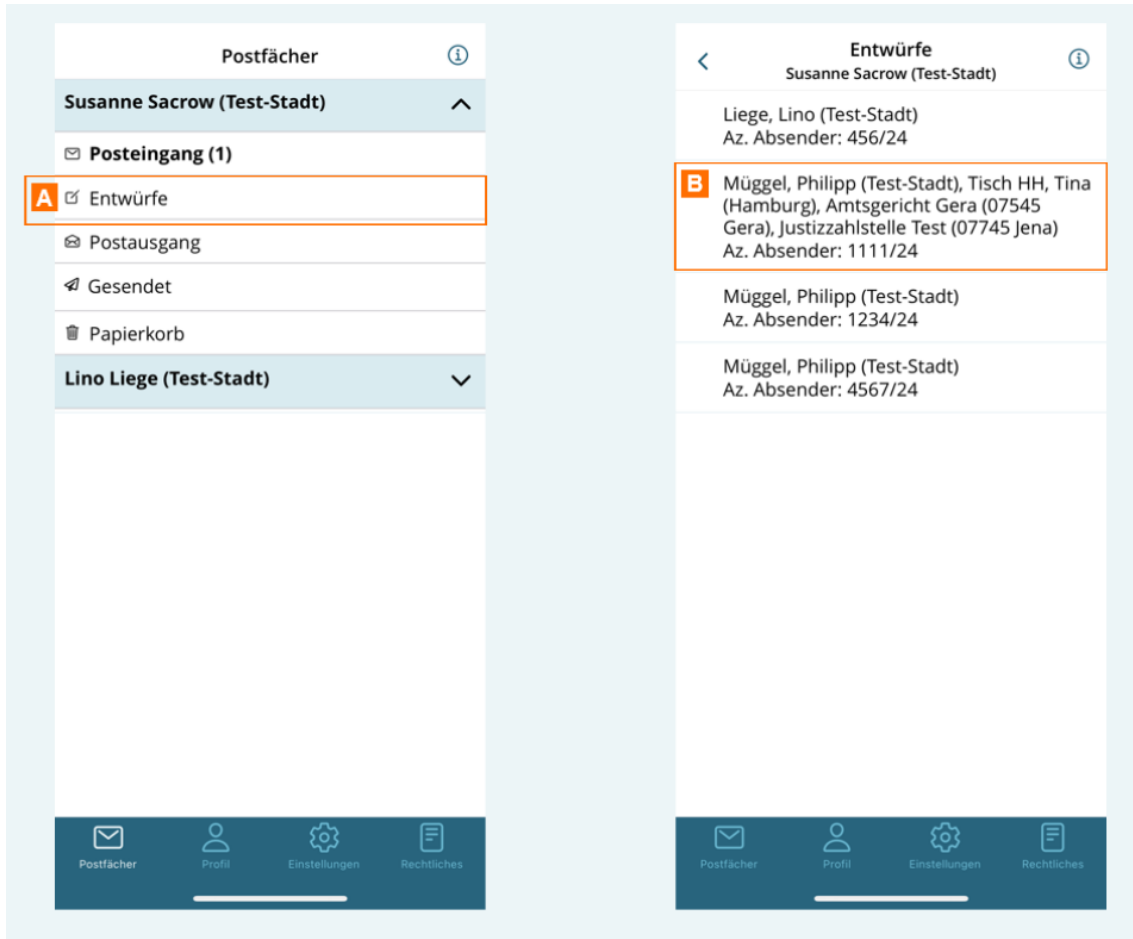 Postfächer
Susanne Sacrow (Test-Stadt)
Posteingang (1)
A
Entwürfe
Postausgang
Gesendet
Papierkorb
Lino Liege (Test-Stadt)
Postfächer
Profil
Einstellungen
Rechtliches
Entwürfe
Susanne Sacrow (Test-Stadt)
Liege, Lino (Test-Stadt)
Az. Absender: 456/24
B
Müggel, Philipp (Test-Stadt), Tisch HH, Tina
(Hamburg), Amtsgericht Gera (07545
Gera), Justizzahlstelle Test (07745 Jena)
Az. Absender: 1111/24
Müggel, Philipp (Test-Stadt)
Az. Absender: 1234/24
Müggel, Philipp (Test-Stadt)
Az. Absender: 4567/24
Postfächer
Profil
Einstellungen
Rechtliches